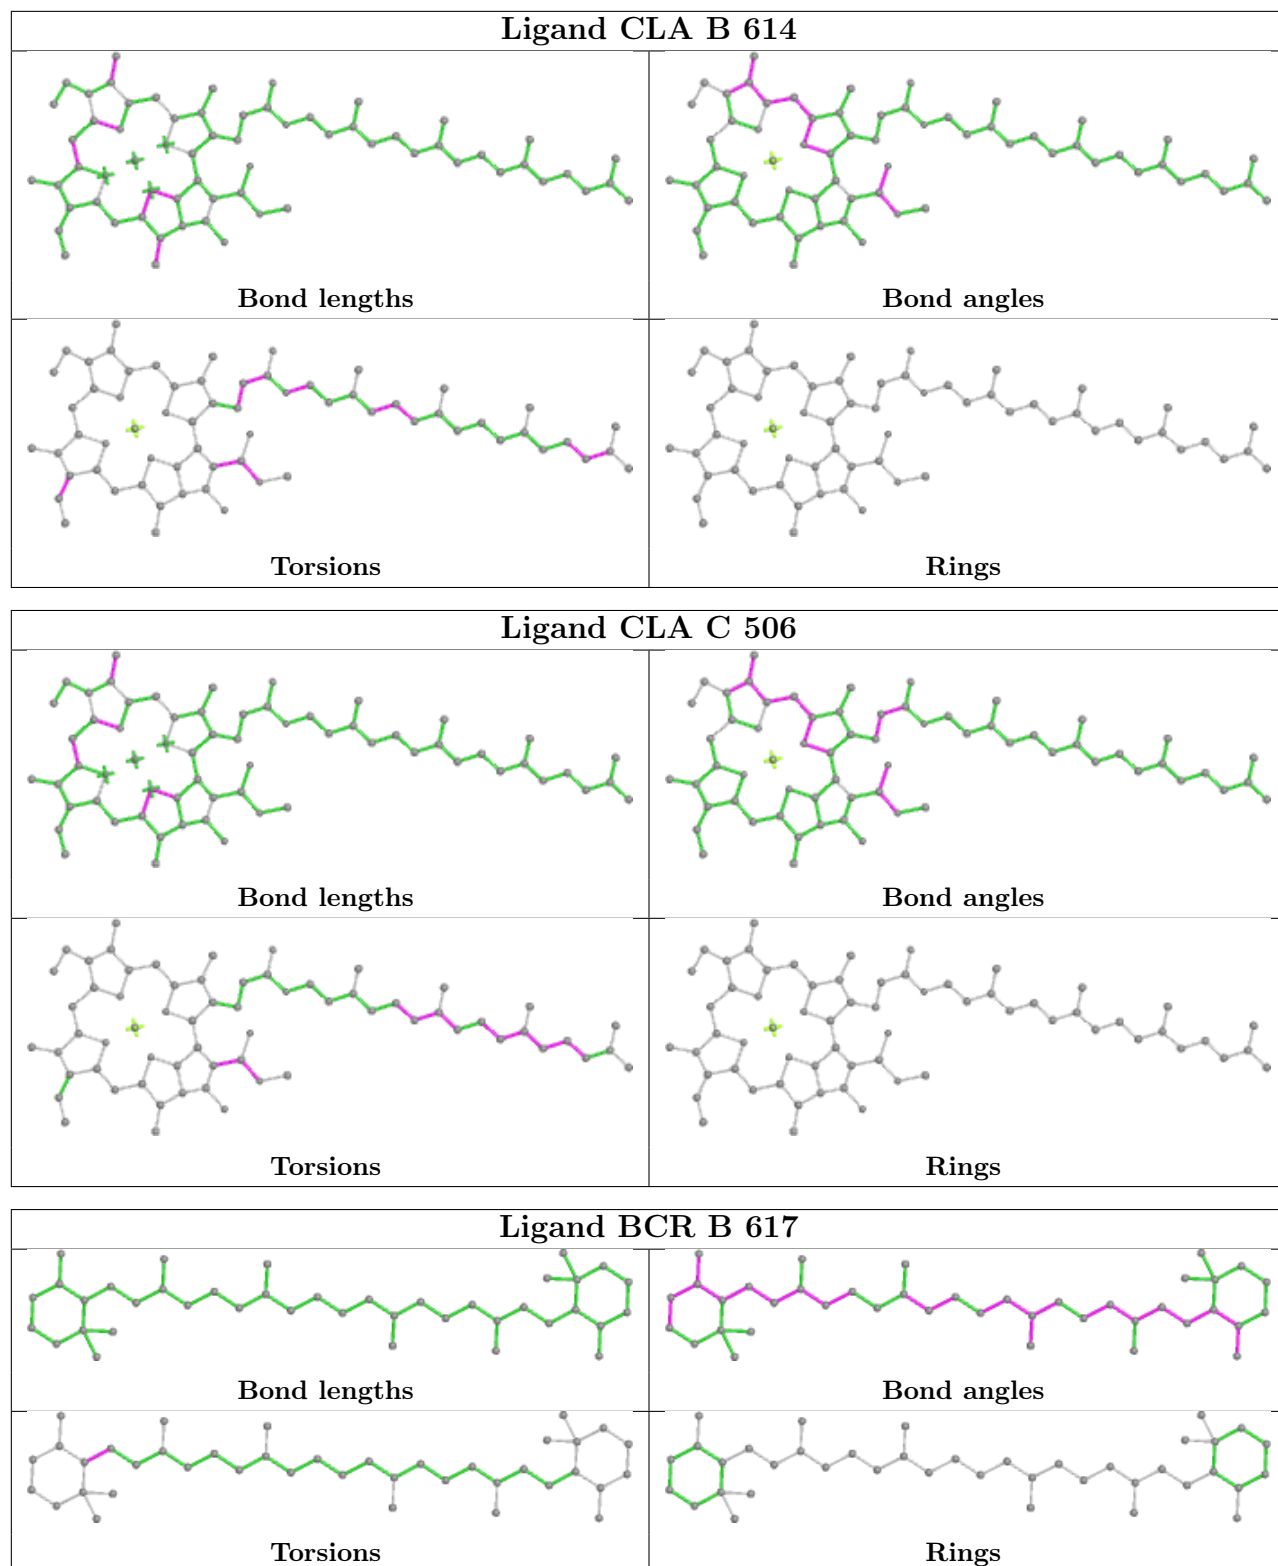 Ligand CLA B 614
Bond lengths
Bond angles
Torsions
Rings
Ligand CLA C 506
Bond lengths
Bond angles
Torsions
Rings
Ligand BCR B 617
Bond lengths
Bond angles
Torsions
Rings